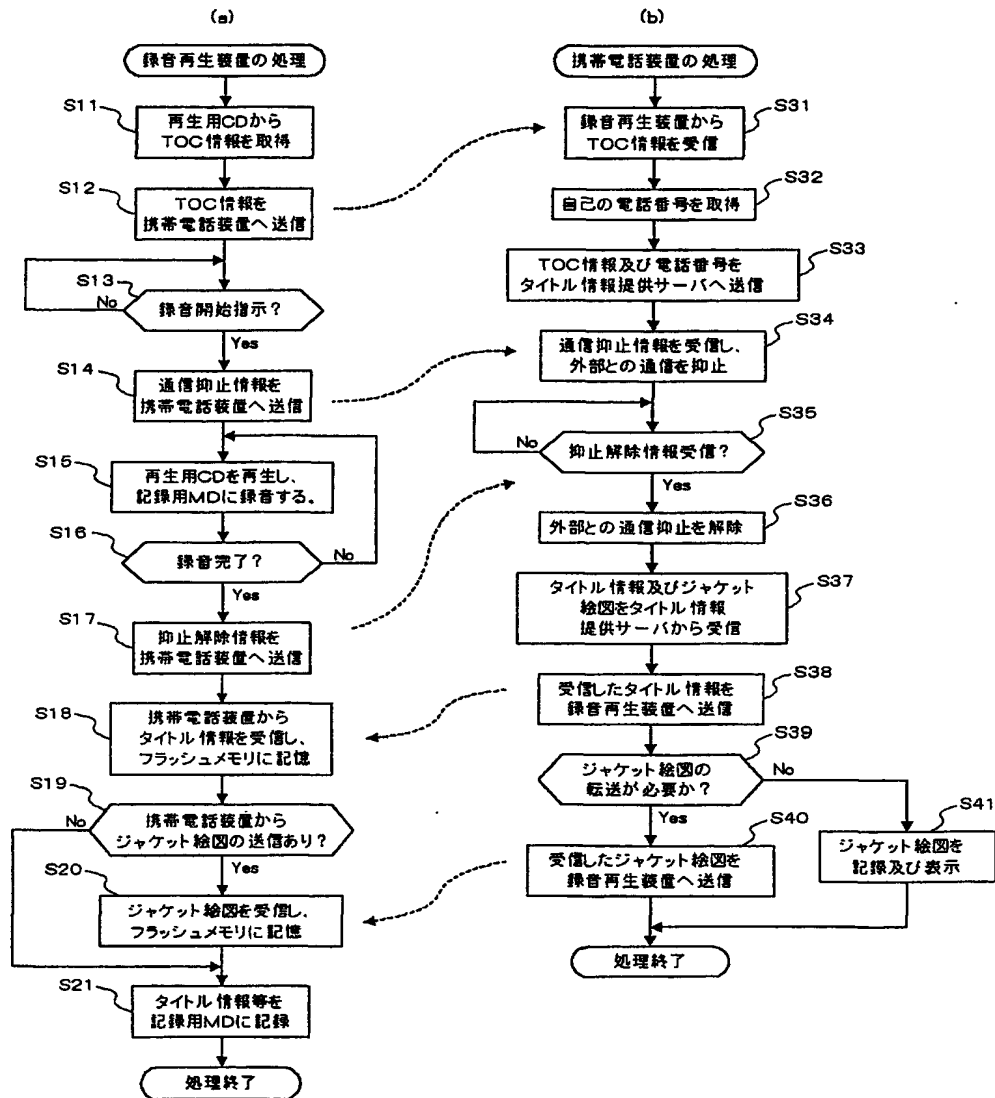 (a)
録音再生装置の処理
S11
再生用CDから
TOC情報を取得
S12
TOC情報を
携帯電話装置へ送信
S13
No
録音開始指示？
Yes
S14
通信抑止情報を
携帯電話装置へ送信
S15
再生用CDを再生し、
記録用MDに録音する。
S16
録音完了？
No
Yes
S17
抑止解除情報を
携帯電話装置へ送信
S18
携帯電話装置から
タイトル情報を受信し、
フラッシュメモリに記憶
S19
No
携帯電話装置から
ジャケット絵図の送信あり？
Yes
S20
ジャケット絵図を受信し、
フラッシュメモリに記憶
S21
タイトル情報等を
記録用MDに記録
処理終了
(b)
携帯電話装置の処理
S31
録音再生装置から
TOC情報を受信
S32
自己の電話番号を取得
S33
TOC情報及び電話番号を
タイトル情報提供サーバへ送信
S34
通信抑止情報を受信し、
外部との通信を抑止
S35
No
抑止解除情報受信？
Yes
S36
外部との通信抑止を解除
S37
タイトル情報及びジャケット
絵図をタイトル情報
提供サーバから受信
S38
受信したタイトル情報を
録音再生装置へ送信
S39
ジャケット絵図の
転送が必要か？
No
Yes
S40
受信したジャケット絵図を
録音再生装置へ送信
S41
ジャケット絵図を
記録及び表示
処理終了